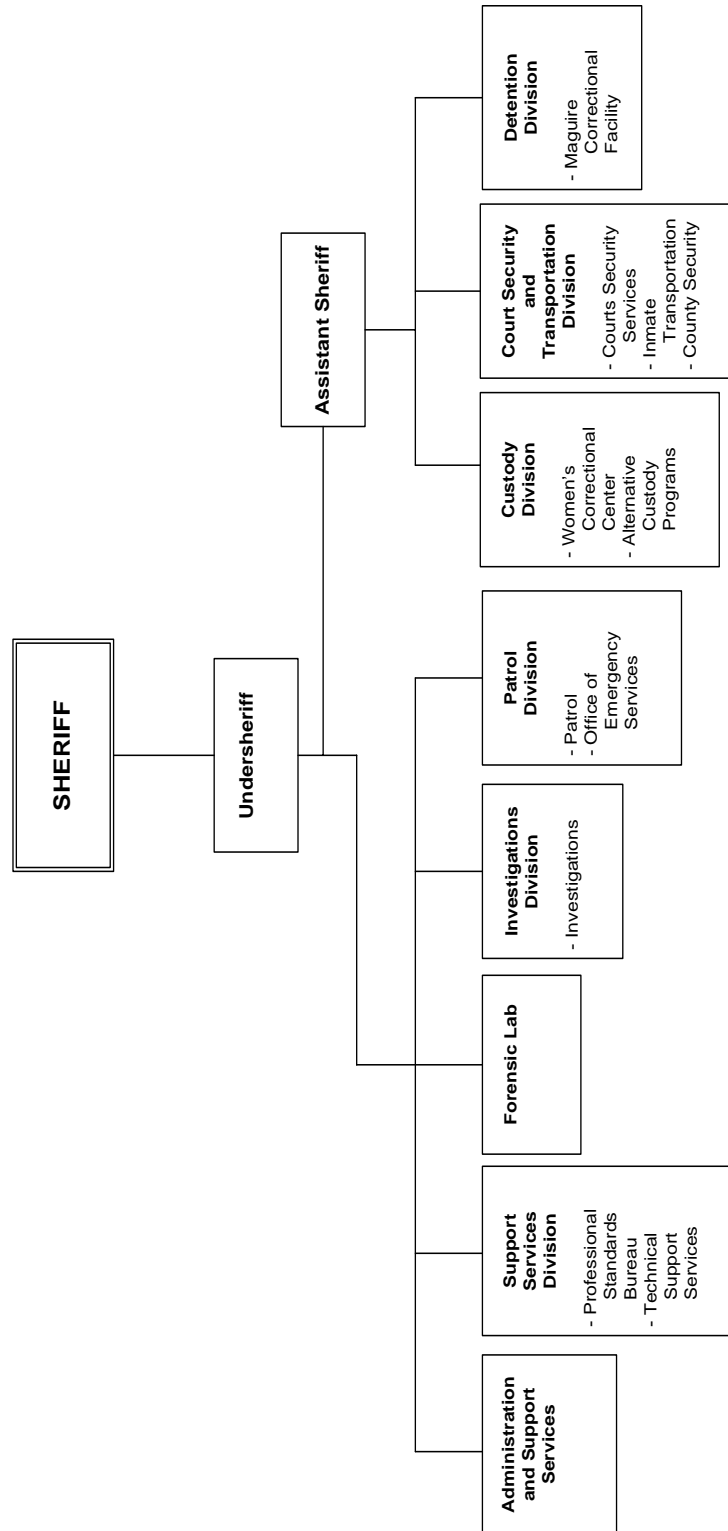 SHERIFF
Undersheriff
Assistant Sheriff
Administration
and Support
Services
Support
Services
Division
- Professional
Standards
Bureau
- Technical
Support
Services
Forensic Lab
Investigations
Division
- Investigations
Patrol
Division
- Patrol
- Office of
Emergency
Services
Custody
Division
- Women's
Correctional
Center
- Alternative
Custody
Programs
Court Security
and
Transportation
Division
- Courts Security
Services
- Inmate
Transportation
- County Security
Detention
Division
- Maguire
Correctional
Facility